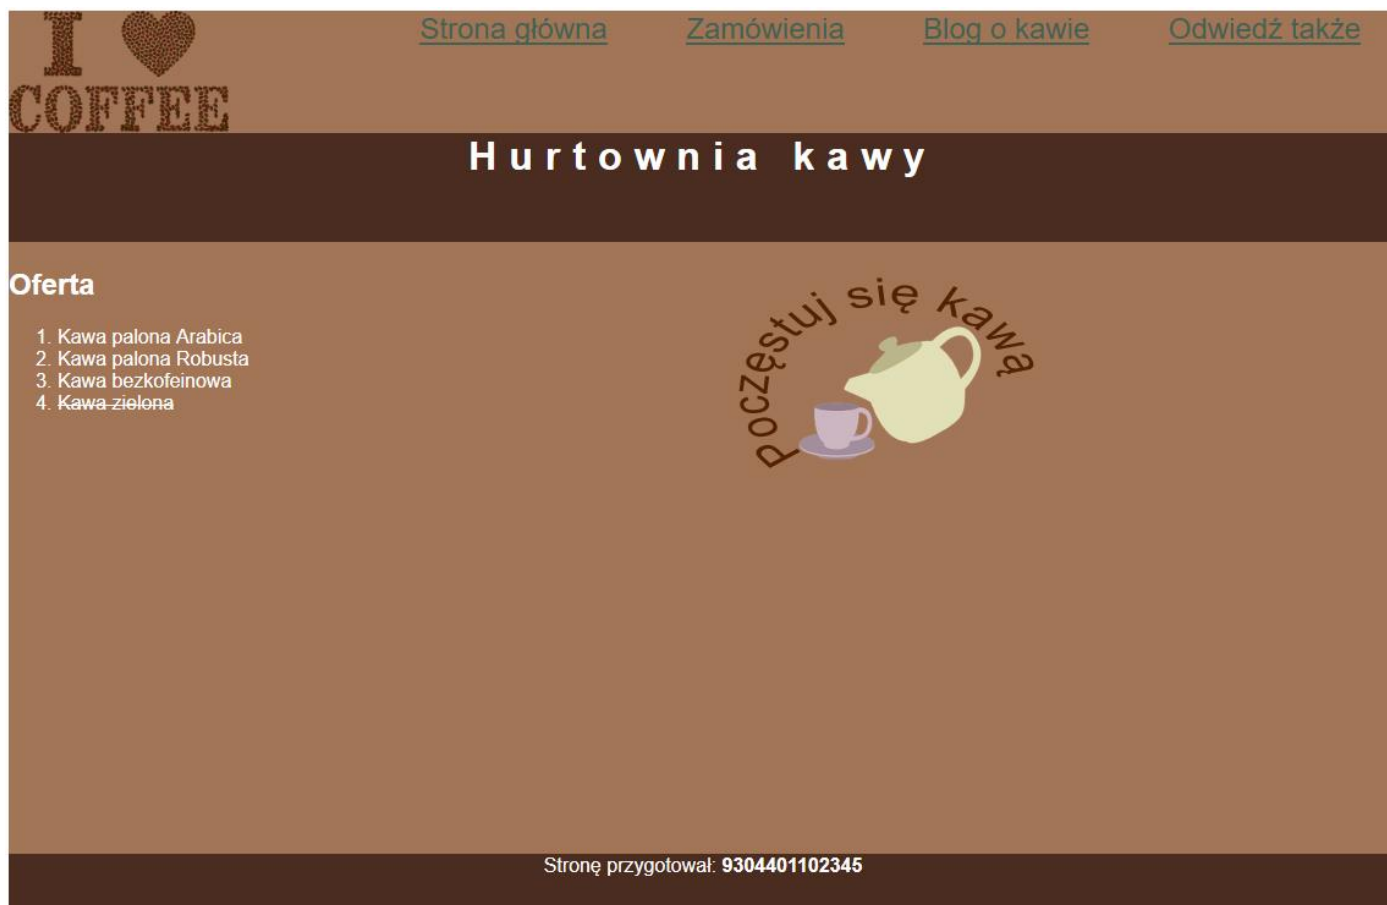 I
COFFEE
Strona główna Zamówienia Blog o kawie Odwiedź także
Hurtownia kawy
Oferta
1. Kawa palona Arabica
2. Kawa palona Robusta
3. Kawa bezkofeinowa
4. Kawa zielona
Poczęstuj się kawą
Stronę przygotował: 9304401102345